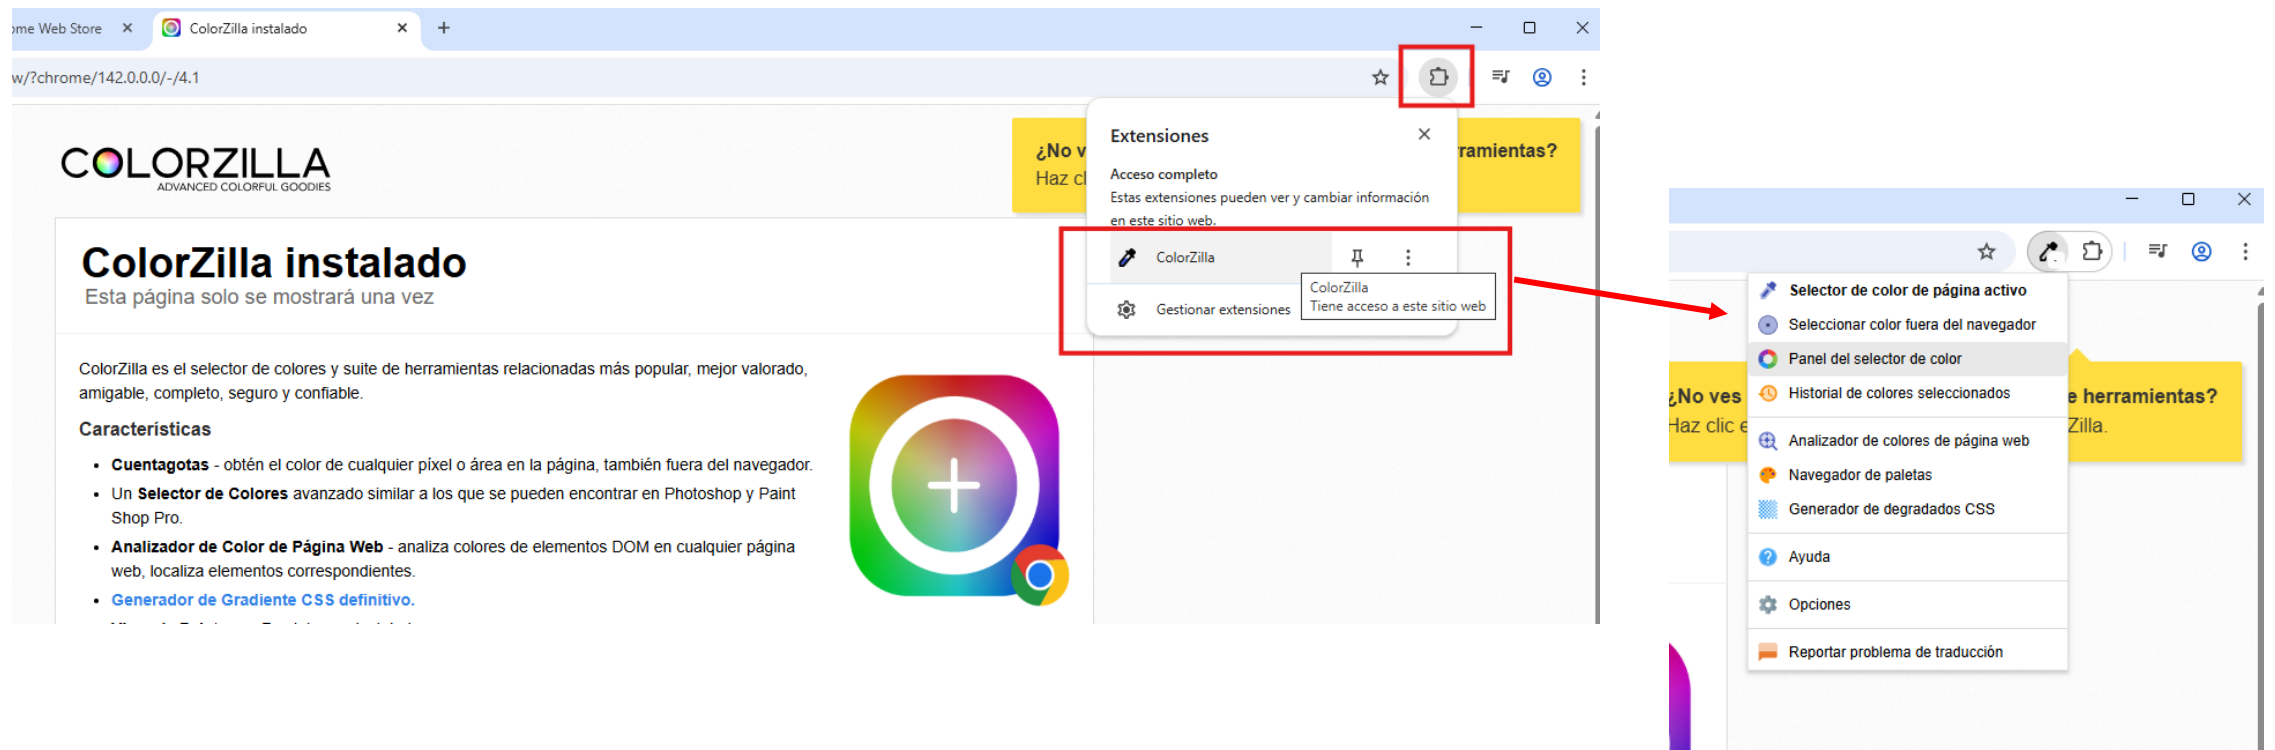 ome Web Store
ColorZilla instalado
w/?chrome/142.0.0.0/-/4.1
COLORZILLA
ADVANCED COLORFUL GOODIES
¿No v
ramientas?
Haz cl
Extensiones
Acceso completo
Estas extensiones pueden ver y cambiar información
en este sitio web.
ColorZilla
ColorZilla
Tiene acceso a este sitio web
Gestionar extensiones
ColorZilla instalado
Esta página solo se mostrará una vez
ColorZilla es el selector de colores y suite de herramientas relacionadas más popular, mejor valorado,
amigable, completo, seguro y confiable.
Características
• Cuentagotas - obtén el color de cualquier píxel o área en la página, también fuera del navegador.
• Un Selector de Colores avanzado similar a los que se pueden encontrar en Photoshop y Paint
Shop Pro.
• Analizador de Color de Página Web - analiza colores de elementos DOM en cualquier página
web, localiza elementos correspondientes.
• Generador de Gradiente CSS definitivo.
Selector de color de página activo
Seleccionar color fuera del navegador
Panel del selector de color
Historial de colores seleccionados
Analizador de colores de página web
Navegador de paletas
Generador de degradados CSS
Ayuda
Opciones
Reportar problema de traducción
¿No ves
e herramientas?
Haz clic e
Zilla.